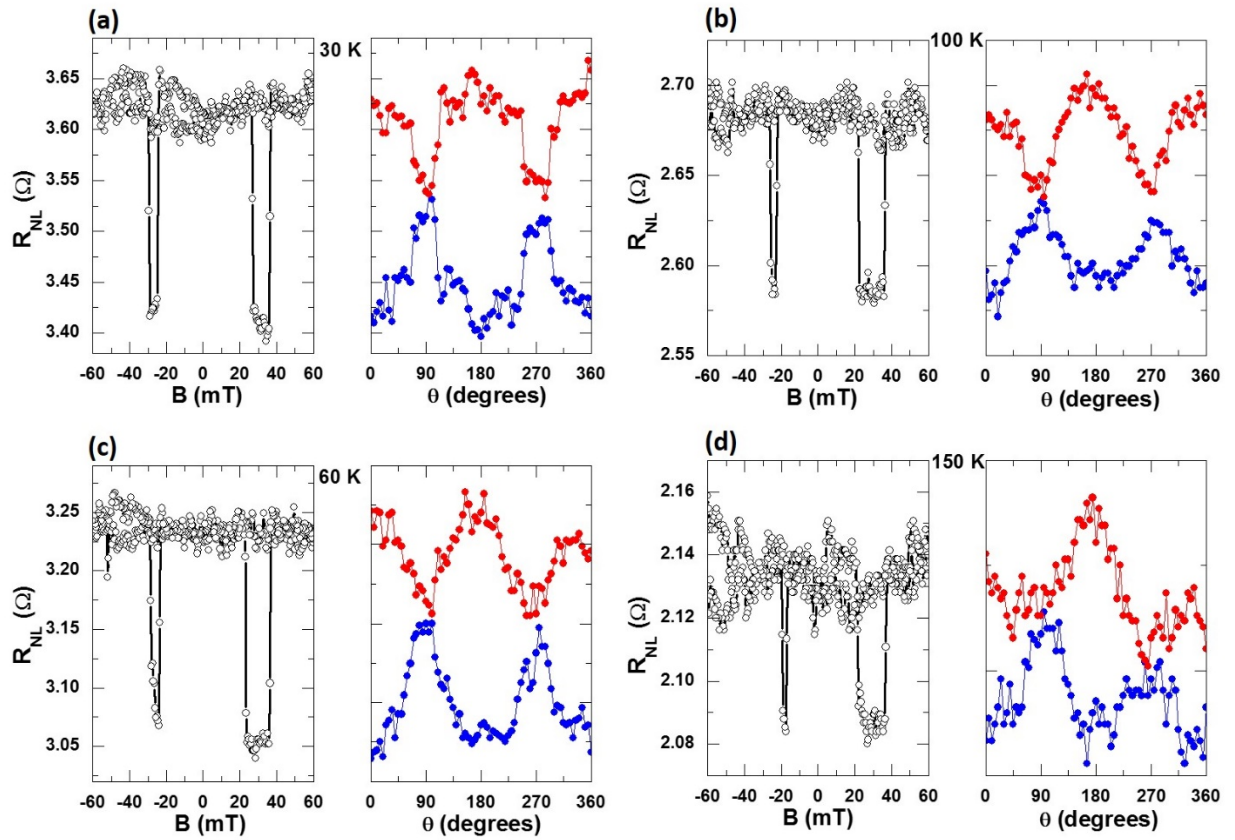 (a)
30 K
R_NL (Ω)
3.65
3.60
3.55
3.50
3.45
3.40
-60 -40 -20 0 20 40 60
B (mT)
0 90 180 270 360
θ (degrees)
(b)
100 K
R_NL (Ω)
2.70
2.65
2.60
2.55
-60 -40 -20 0 20 40 60
B (mT)
0 90 180 270 360
θ (degrees)
(c)
60 K
R_NL (Ω)
3.25
3.20
3.15
3.10
3.05
-60 -40 -20 0 20 40 60
B (mT)
0 90 180 270 360
θ (degrees)
(d)
150 K
R_NL (Ω)
2.16
2.14
2.12
2.10
2.08
-60 -40 -20 0 20 40 60
B (mT)
0 90 180 270 360
θ (degrees)